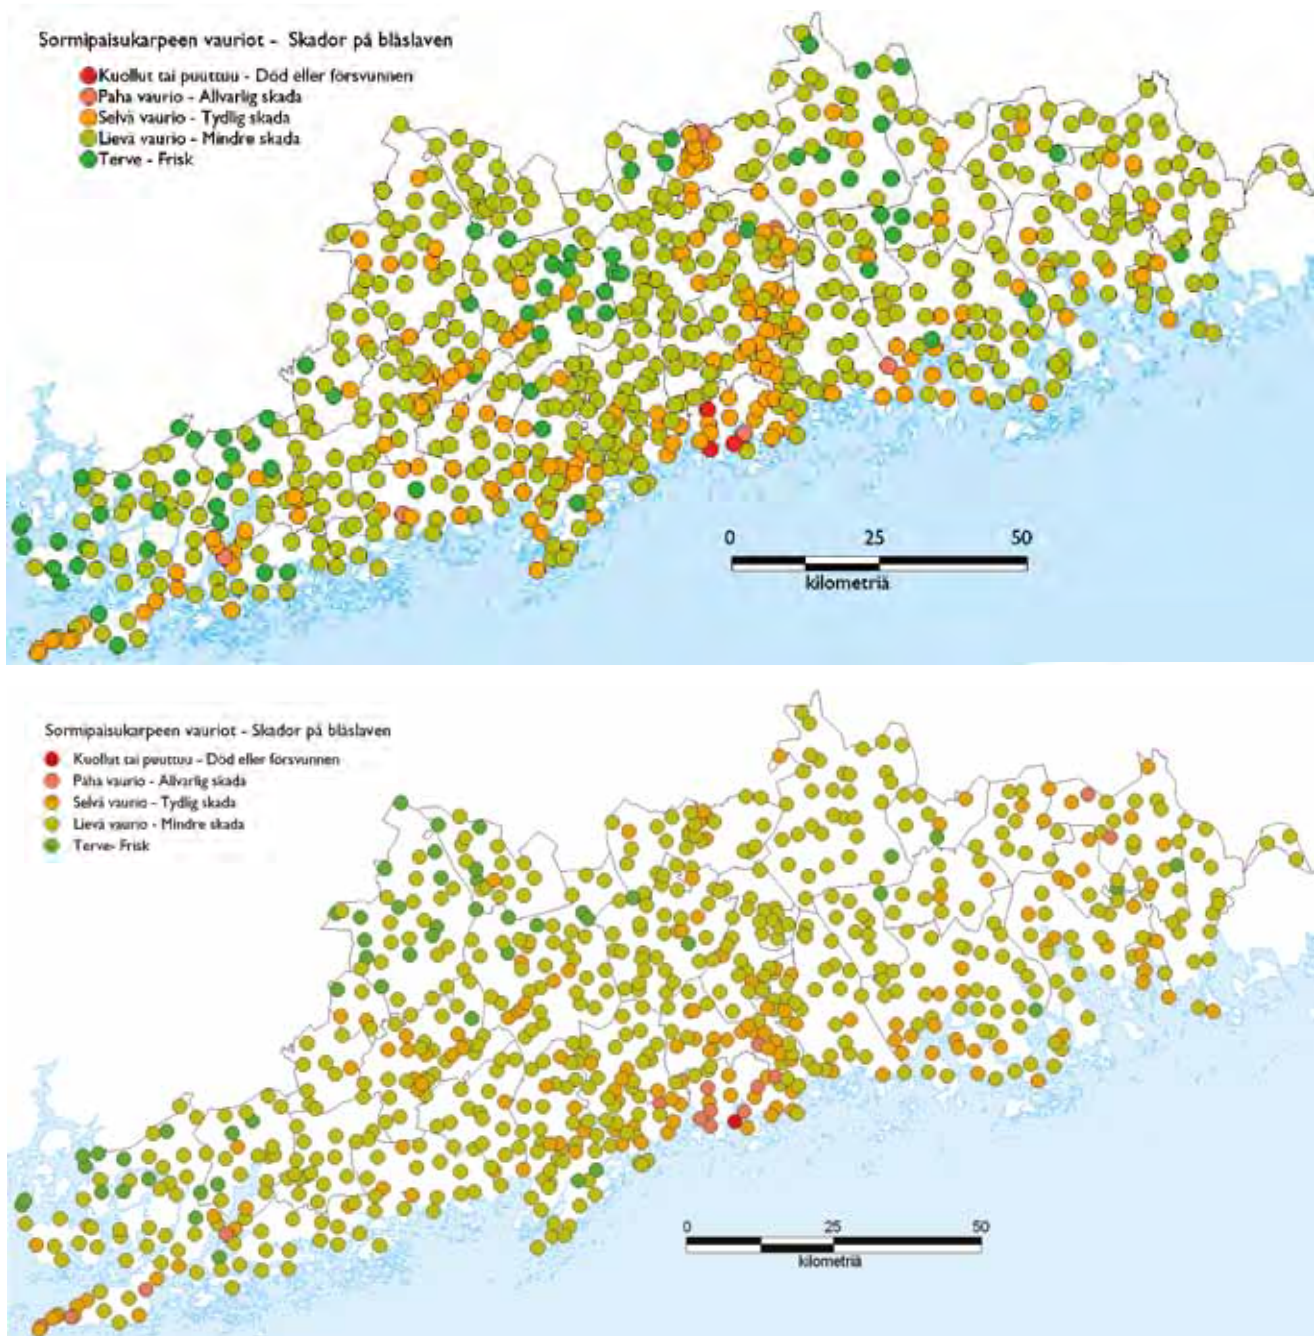 Sormipaisukarpeen vauriot - Skador på blåslaven
Kuollut tai puuttuu - Död eller försvunnen
Paha vaurio - Allvarlig skada
Selvä vaurio - Tydlig skada
Lievä vaurio - Mindre skada
Terve - Frisk
0 25 50
kilometriä
Sormipaisukarpeen vauriot - Skador på blåslaven
Kuollut tai puuttuu - Död eller försvunnen
Paha vaurio - Allvarlig skada
Selvä vaurio - Tydlig skada
Lievä vaurio - Mindre skada
Terve- Frisk
0 25 50
kilometriä